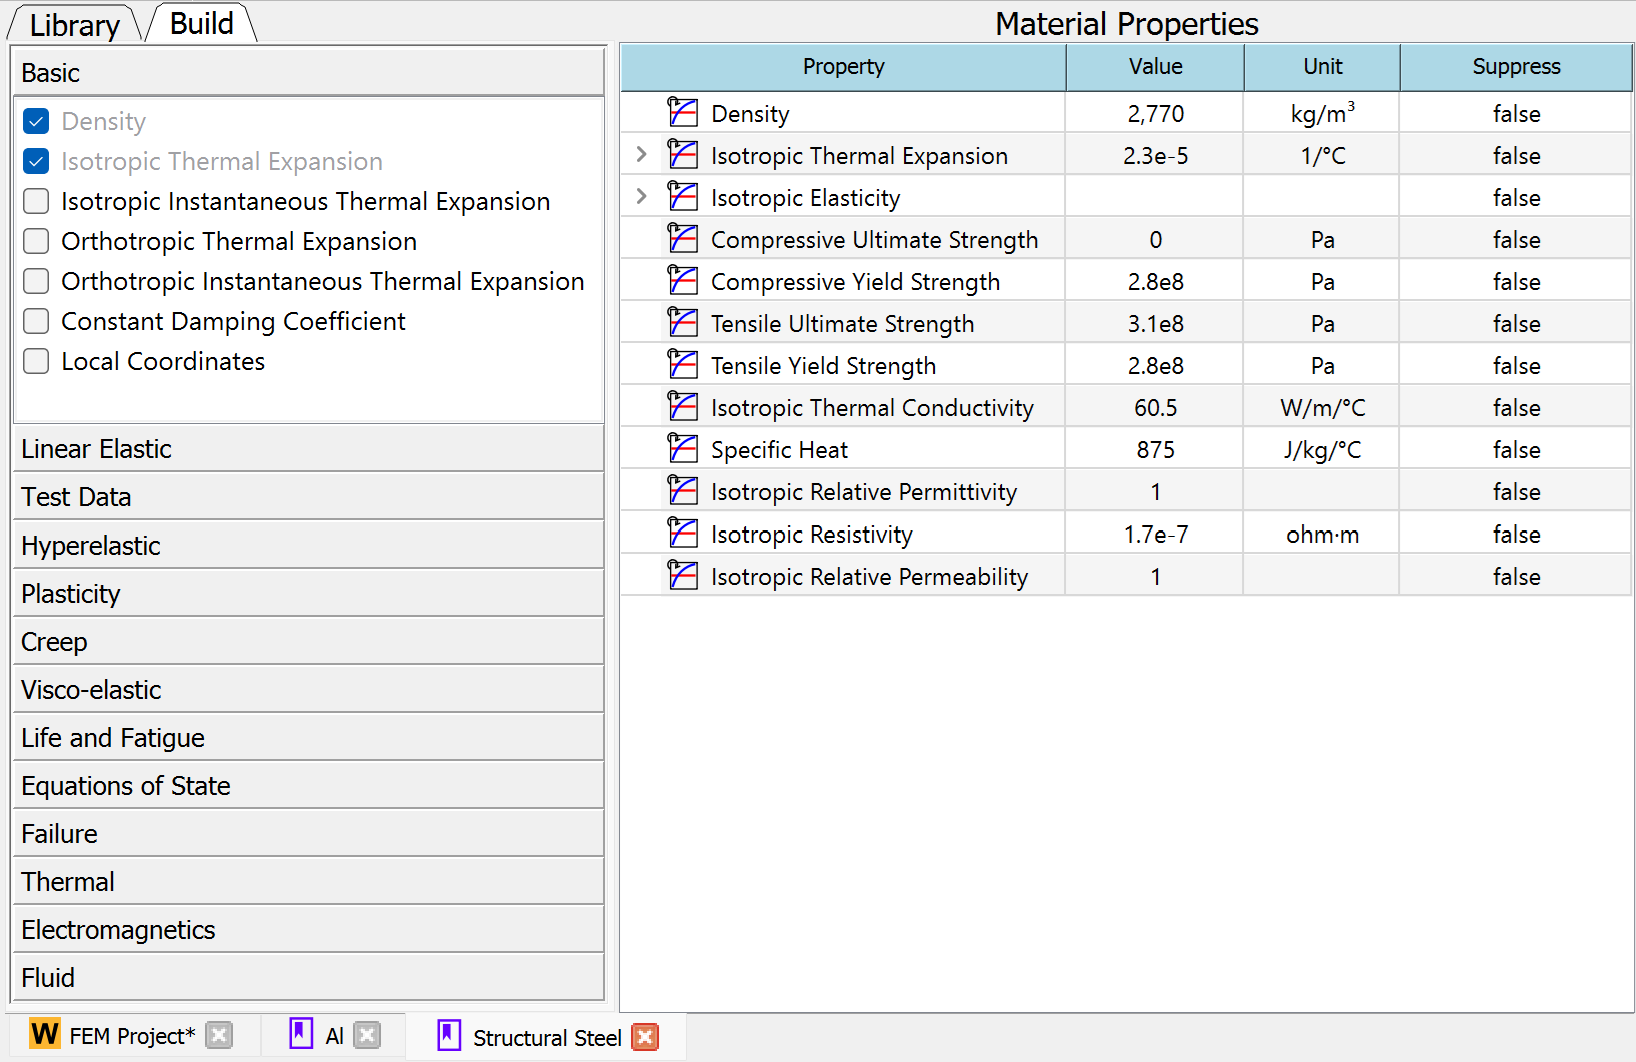 Library
Build
Material Properties
Basic
Density
Isotropic Thermal Expansion
Isotropic Instantaneous Thermal Expansion
Orthotropic Thermal Expansion
Orthotropic Instantaneous Thermal Expansion
Constant Damping Coefficient
Local Coordinates
Linear Elastic
Test Data
Hyperelastic
Plasticity
Creep
Visco-elastic
Life and Fatigue
Equations of State
Failure
Thermal
Electromagnetics
Fluid
Property Value Unit Suppress
Density 2,770 kg/m³ false
Isotropic Thermal Expansion 2.3e-5 1/°C false
Isotropic Elasticity false
Compressive Ultimate Strength 0 Pa false
Compressive Yield Strength 2.8e8 Pa false
Tensile Ultimate Strength 3.1e8 Pa false
Tensile Yield Strength 2.8e8 Pa false
Isotropic Thermal Conductivity 60.5 W/m/°C false
Specific Heat 875 J/kg/°C false
Isotropic Relative Permittivity 1 false
Isotropic Resistivity 1.7e-7 ohm·m false
Isotropic Relative Permeability 1 false
W FEM Project*
Al
Structural Steel